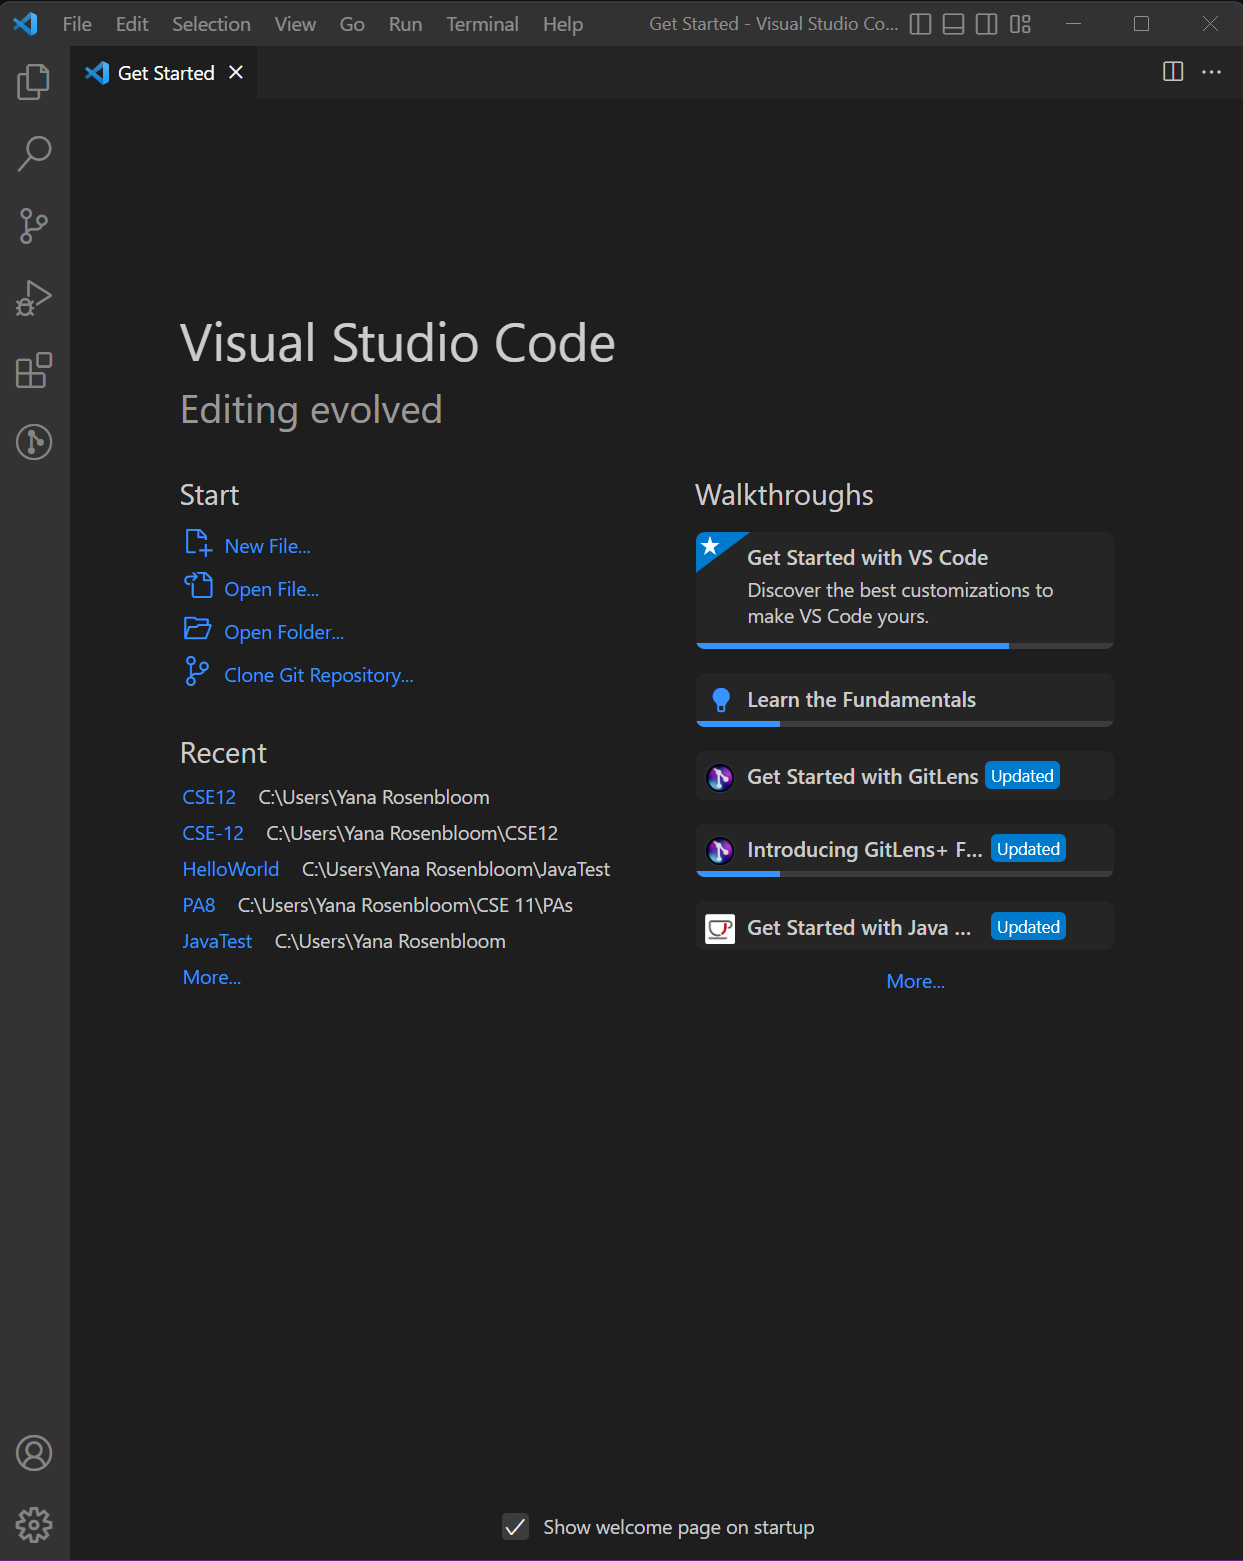 File Edit Selection View Go Run Terminal Help Get Started - Visual Studio Co...
Get Started
Visual Studio Code
Editing evolved
Start
New File...
Open File...
Open Folder...
Clone Git Repository...
Recent
CSE12 C:\Users\Yana Rosenbloom
CSE-12 C:\Users\Yana Rosenbloom\CSE12
HelloWorld C:\Users\Yana Rosenbloom\JavaTest
PA8 C:\Users\Yana Rosenbloom\CSE 11\PAs
JavaTest C:\Users\Yana Rosenbloom
More...
Walkthroughs
Get Started with VS Code
Discover the best customizations to
make VS Code yours.
Learn the Fundamentals
Get Started with GitLens Updated
Introducing GitLens+ F... Updated
Get Started with Java ... Updated
More...
Show welcome page on startup